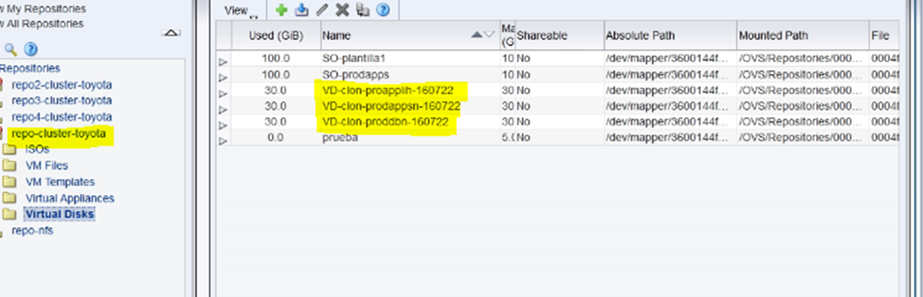 View
w My Repositories
w All Repositories
Repositories
repo2-cluster-toyota
repo3-cluster-toyota
repo4-cluster-toyota
repo-cluster-toyota
ISOs
VM Files
VM Templates
Virtual Appliances
Virtual Disks
repo-nfs
Used (GiB) Name Ma (G Shareable Absolute Path Mounted Path File
100.0 SO-plantilla1 10 No /dev/mapper/3600144f... /OVS/Repositories/000... 0004f
100.0 SO-prodapps 10 No /dev/mapper/3600144f... /OVS/Repositories/000... 0004f
30.0 VD-clon-proapplh-160722 30 No /dev/mapper/3600144f... /OVS/Repositories/000... 0004f
30.0 VD-clon-prodappsn-160722 30 No /dev/mapper/3600144f... /OVS/Repositories/000... 0004f
30.0 VD-clon-proddbn-160722 30 No /dev/mapper/3600144f... /OVS/Repositories/000... 0004f
0.0 prueba 5.0 No /dev/mapper/3600144f... /OVS/Repositories/000... 0004f